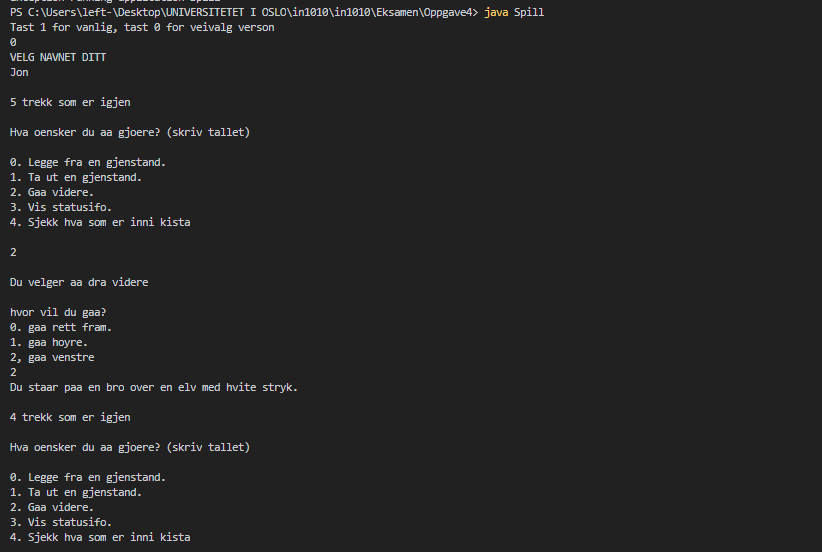 PS C:\Users\left-\Desktop\UNIVERSITETET I OSLO\in1010\in1010\Eksamen\Oppgave4> java Spill
Tast 1 for vanlig, tast 0 for veivalg verson
0
VELG NAVNET DITT
Jon
5 trekk som er igjen
Hva oensker du aa gjoere? (skriv tallet)
0. Legge fra en gjenstand.
1. Ta ut en gjenstand.
2. Gaa videre.
3. Vis statusifo.
4. Sjekk hva som er inni kista
2
Du velger aa dra videre
hvor vil du gaa?
0. gaa rett fram.
1. gaa hoyre.
2, gaa venstre
2
Du staar paa en bro over en elv med hvite stryk.
4 trekk som er igjen
Hva oensker du aa gjoere? (skriv tallet)
0. Legge fra en gjenstand.
1. Ta ut en gjenstand.
2. Gaa videre.
3. Vis statusifo.
4. Sjekk hva som er inni kista